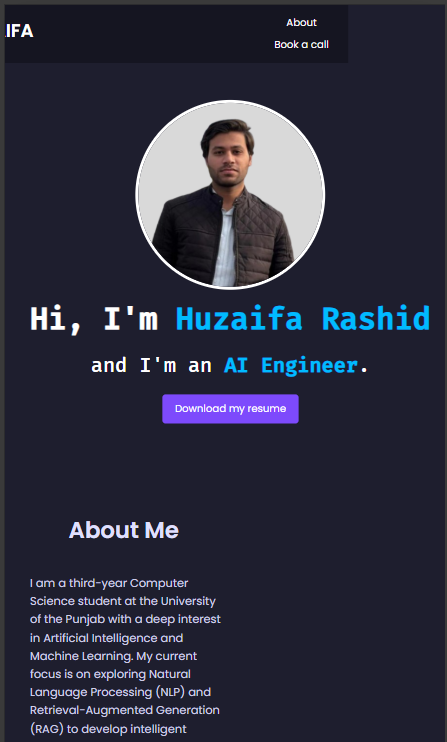 IFA
About
Book a call
Hi, I'm Huzaifa Rashid
and I'm an AI Engineer.
Download my resume
About Me
I am a third-year Computer
Science student at the University
of the Punjab with a deep interest
in Artificial Intelligence and
Machine Learning. My current
focus is on exploring Natural
Language Processing (NLP) and
Retrieval-Augmented Generation
(RAG) to develop intelligent